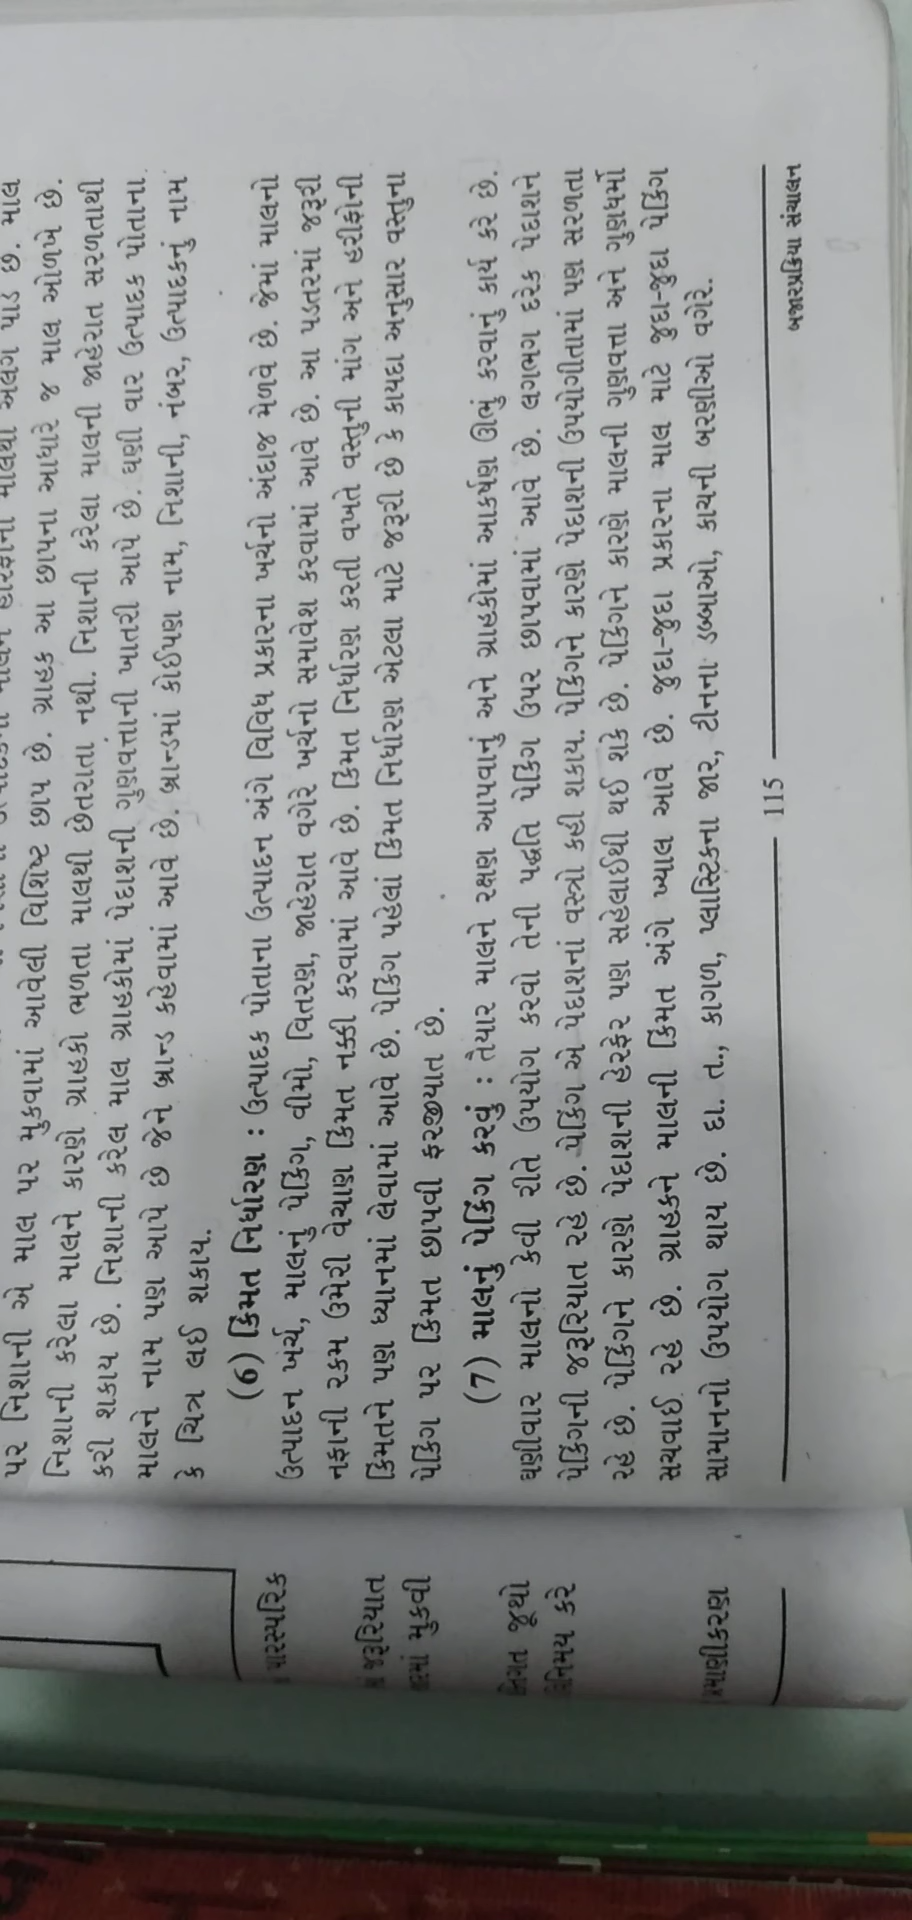 પર નિશાની એ માલ પર મુકવામાં આવેલી વિશિષ્ટ છાપ છે. ગ્રાહક આ છાપના આધારે જ માલ ઓળખે છે.
નિશાની કરેલા માલને કારણે ગ્રાહકો ભળતા માલથી છેતરાતા નથી. નિશાની કરેલા માલની જાહેરાત સરળતાથી
કરી શકાય છે. નિશાની કરેલ માલ ગ્રાહકોમાં પેદાશની ગુણવત્તાની ખાતરી આપે છે. ઘણી વાર ઉત્પાદક પોતાના
માલને નામ પણ આપે છે જેને બ્રાન્ડ કહેવામાં આવે છે. બ્રાન્ડમાં કોઈપણ નામ, નિશાની, નંબર, ઉત્પાદકનું નામ
કે ચિત્ર લઈ શકાય.
(6) કિંમત નિર્ધારણ : ઉત્પાદક પોતાના ઉત્પાદન અંગે વિવિધ પ્રકારના ખર્ચનો અંદાજ મેળવે છે. જેમાં માલનો
ઉત્પાદન ખર્ચ, માલનું પેકિંગ, વીમો, વિતરણ, જાહેરાત વગેરે ખર્ચનો સમાવેશ કરવામાં આવે છે. આ પડતરમાં જરૂરી
નફાની રકમ ઉમેરી વેચાણ કિંમત નક્કી કરવામાં આવે છે. કિંમત નિર્ધારણ કરતી વખતે વસ્તુની માંગ અને હરીફોની
કિંમતને પણ ધ્યાનમાં લેવામાં આવે છે. પેકિંગ પહેલાં કિંમત નિર્ધારણ એટલા માટે જરૂરી છે કે કાયદા અનુસાર વસ્તુના
પેકિંગ પર કિંમત છાપવી ફરજીયાત છે.
(7) માલનું પેકિંગ કરવું : તૈયાર માલને રક્ષણ આપવાનું અને ગ્રાહકોમાં આકર્ષણ ઊભું કરવાનું કાર્ય કરે છે.
ઘણીવાર માલનો કેવી રીતે ઉપયોગ કરવો તેની પદ્ધતિ પેકિંગ ઉપર છાપવામાં આવે છે. લગભગ દરેક પેદાશને
પેકિંગની જરૂરિયાત રહે છે. પેકિંગ એ પેદાશનાં વસ્ત્રો કહી શકાય. પેકિંગને કારણે પેદાશની ઉપયોગીતામાં પણ સરળતા
રહે છે. પેકિંગને કારણે પેદાશની હેરફેર પણ સહેલાઈથી થઈ શકે છે. પેકિંગને કારણે માલની ગુણવત્તા અને ગુણધર્મો
સચવાઈ રહે છે. ગ્રાહકને માલની કિંમત અંગે ખ્યાલ આવે છે. જુદા-જુદા પ્રકારના માલ માટે જુદા-જુદા પેકિંગ
સામાનનો ઉપયોગ થાય છે. દા. ત., કાગળ, પ્લાસ્ટિકના જાર, ટીનના ડબ્બાઓ, કાચની બરણીઓ વગેરે.
115
બજારપ્રક્રિયા સંચાલન
પારસ્પરિક
જરૂરિયાત
મુકવી
જૂથો
કરે